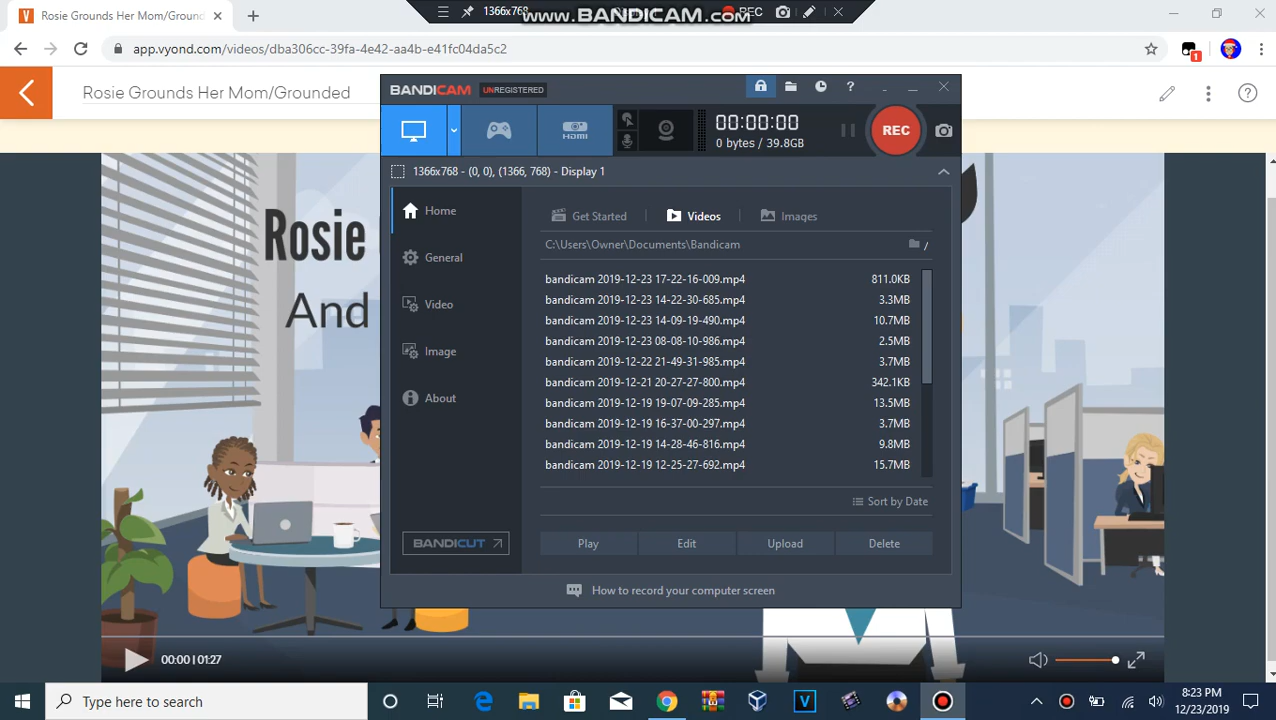 Rosie Grounds Her Mom/Ground
1366x768
www.BANDICAM.com
REC
app.vyond.com/videos/dba306cc-39fa-4e42-aa4b-e41fc04da5c2
1
Rosie Grounds Her Mom/Grounded
BANDICAM UNREGISTERED
HDMI
00:00:00
0 bytes / 39.8GB
REC
1366x768 - (0, 0), (1366, 768) - Display 1
Home
General
Video
Image
About
BANDICUT
Get Started
Videos
Images
C:\Users\Owner\Documents\Bandicam
/
bandicam 2019-12-23 17-22-16-009.mp4 811.0KB
bandicam 2019-12-23 14-22-30-685.mp4 3.3MB
bandicam 2019-12-23 14-09-19-490.mp4 10.7MB
bandicam 2019-12-23 08-08-10-986.mp4 2.5MB
bandicam 2019-12-22 21-49-31-985.mp4 3.7MB
bandicam 2019-12-21 20-27-27-800.mp4 342.1KB
bandicam 2019-12-19 19-07-09-285.mp4 13.5MB
bandicam 2019-12-19 16-37-00-297.mp4 3.7MB
bandicam 2019-12-19 14-28-46-816.mp4 9.8MB
bandicam 2019-12-19 12-25-27-692.mp4 15.7MB
Sort by Date
Play Edit Upload Delete
How to record your computer screen
Rosie
And
00:00 | 01:27
Type here to search
8:23 PM
12/23/2019